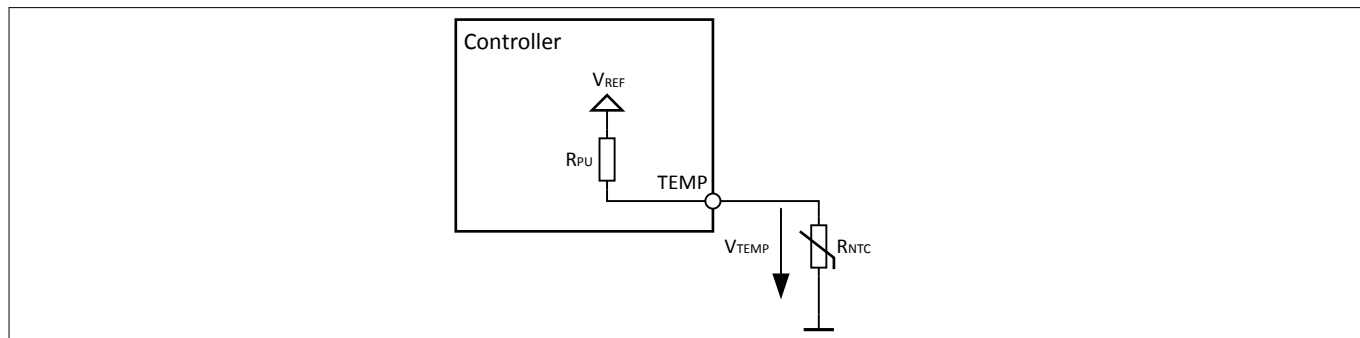 Controller
VREF
RPU
TEMP
VTEMP
RNTC